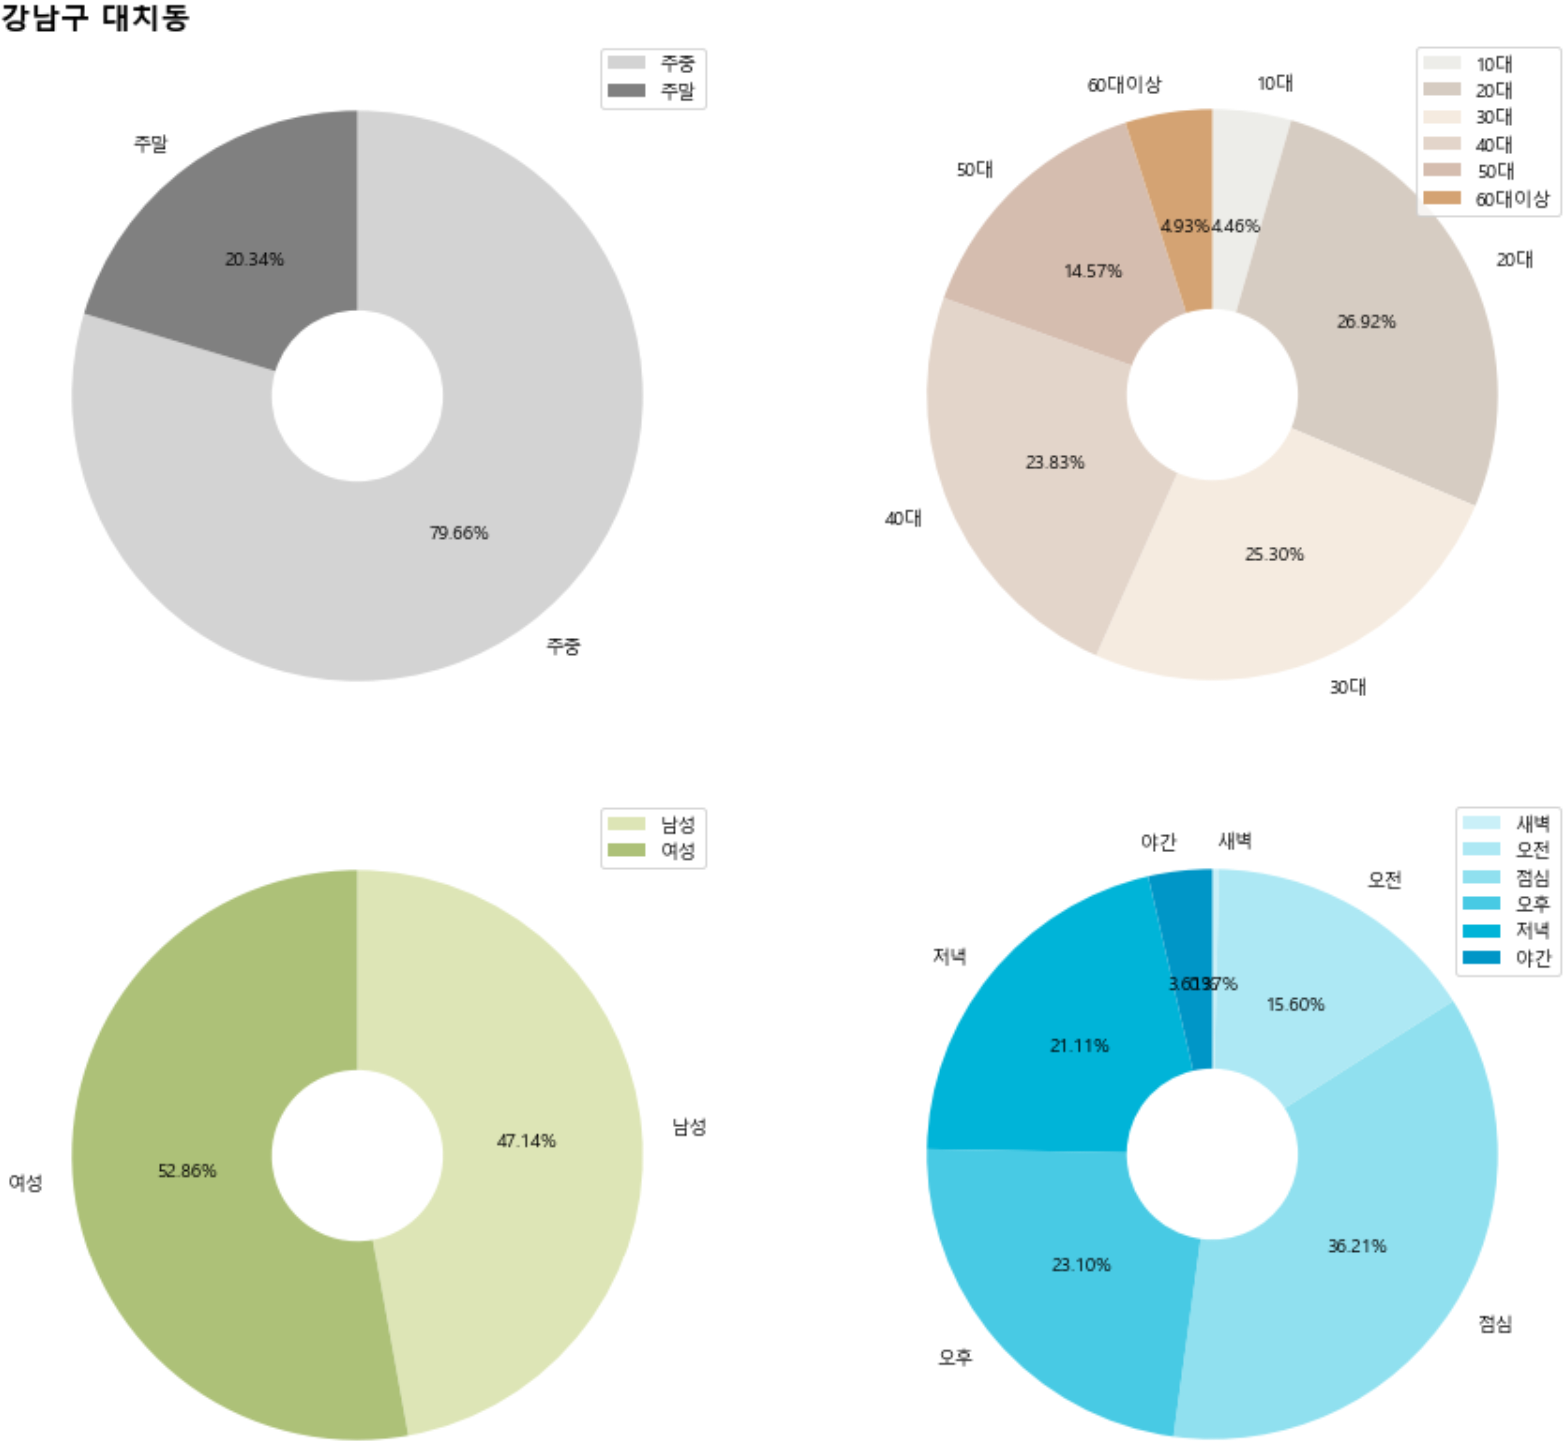 강남구 대치동
주중
주말
주말
20.34%
79.66%
주중
10대
20대
30대
40대
50대
60대이상
60대이상
10대
50대
20대
4.93%
4.46%
14.57%
26.92%
23.83%
40대
25.30%
30대
남성
여성
47.14%
남성
52.86%
여성
새벽
오전
점심
오후
저녁
야간
야간
새벽
오전
저녁
15.60%
21.11%
36.21%
23.10%
점심
오후